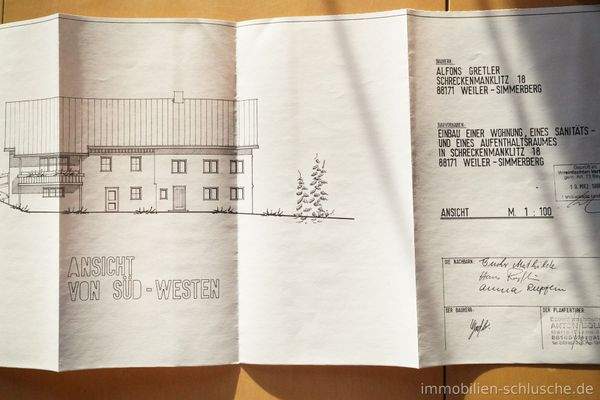 ANSICHT
VON SÜD-WESTEN
BAUHERR:
ALFONS GRETLER
SCHRECKENMANKLITZ 18
88171 WEILER-SIMMERBERG
BAUVORHABEN:
EINBAU EINER WOHNUNG, EINES SANITÄTS-
UND EINES AUFENTHALTSRAUMES
IN SCHRECKENMANKLITZ 18
88171 WEILER-SIMMERBERG
ANSICHT M. 1:100
DIE NACHBARN:
DER BAUHERR:
DER PLANFERTIGER:
immobilien-schlusche.de